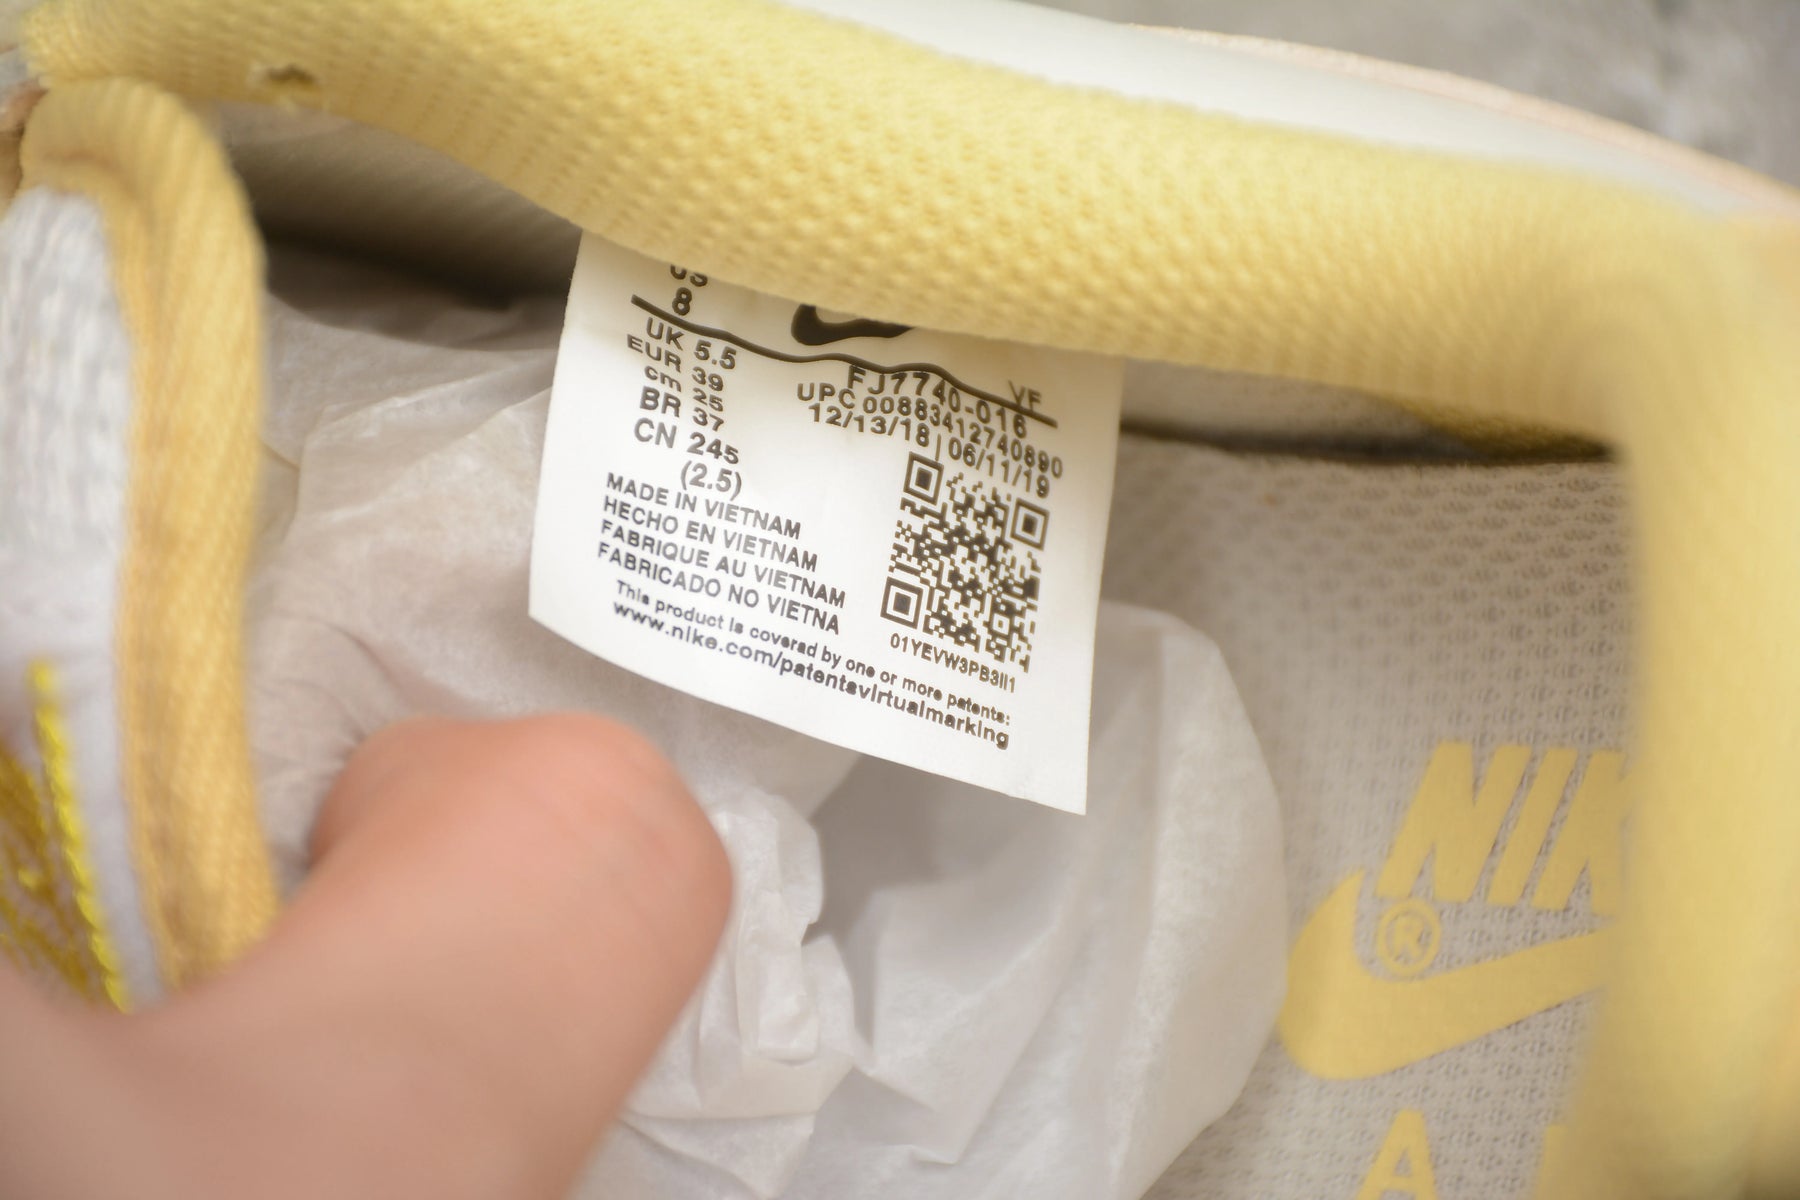 US
8
UK 5.5
EUR 39
cm 25
BR 37
CN 245
(2.5)
VF
FJ7740-016
UPC 00883412740890
12/13/18 | 06/11/19
MADE IN VIETNAM
HECHO EN VIETNAM
FABRIQUE AU VIETNAM
FABRICADO NO VIETNA
01YEVW3PB3II1
This product is covered by one or more patents:
www.nike.com/patentsvirtualmarking
NIK
®
A